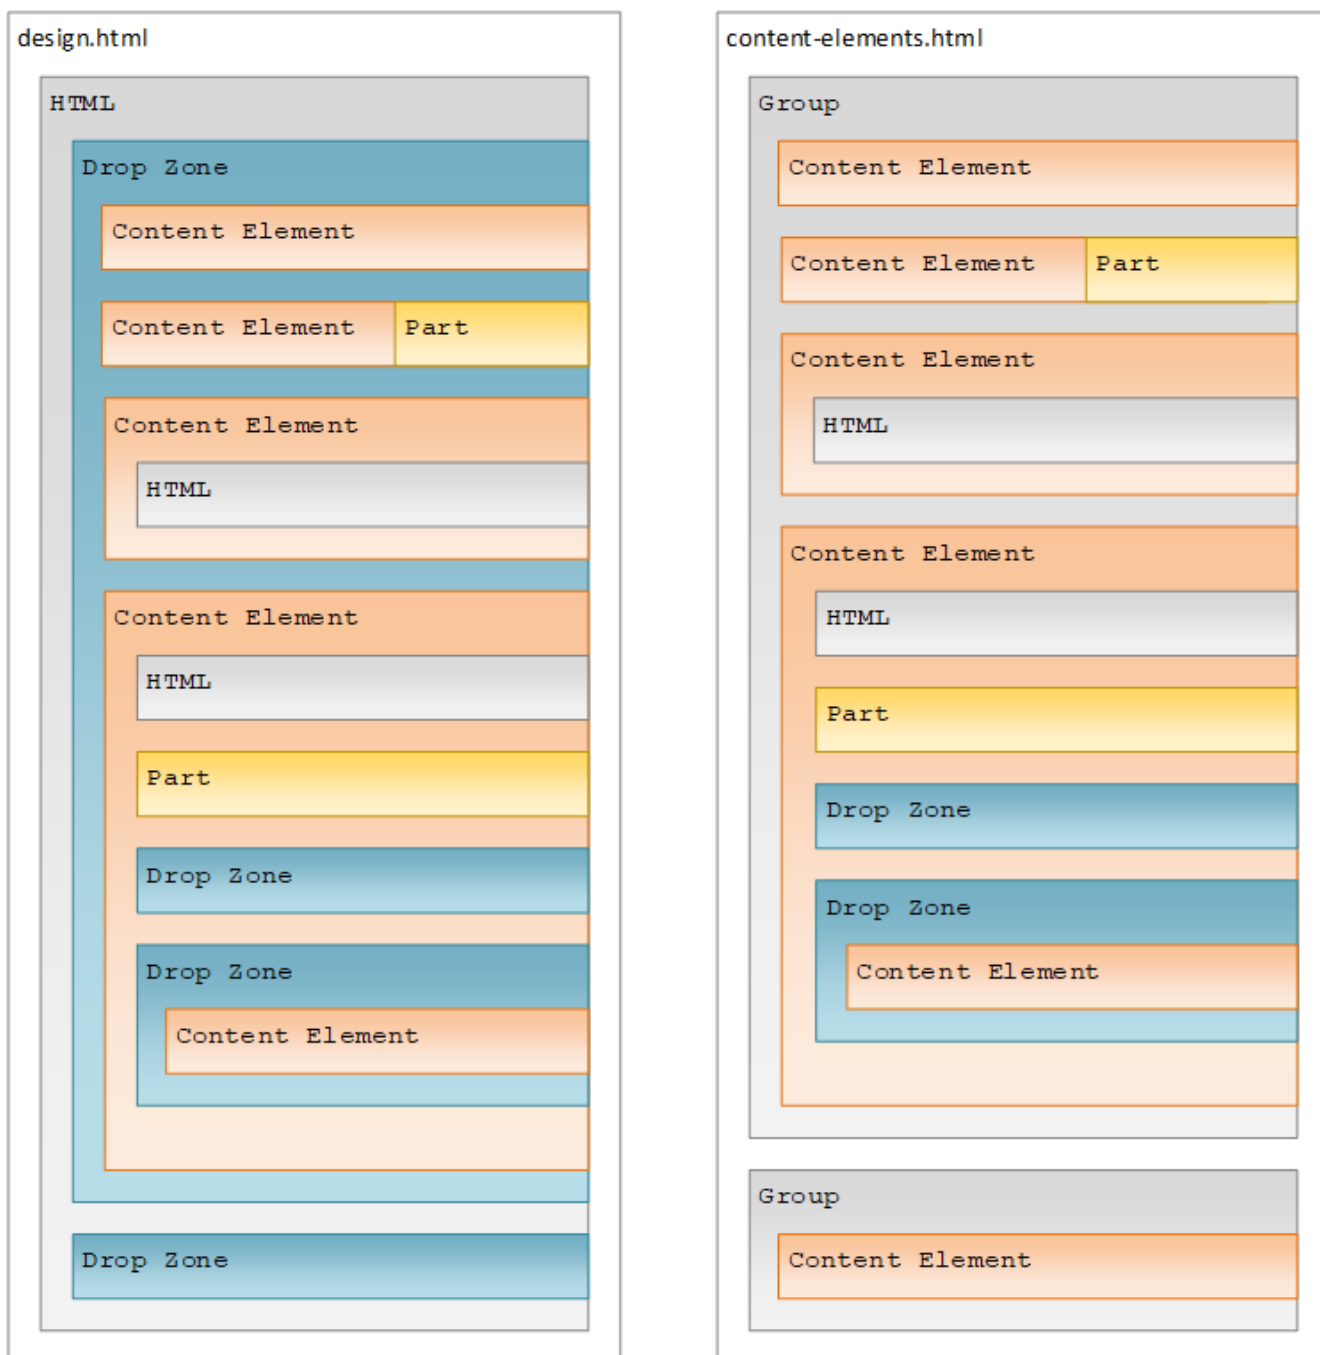 design.html
HTML
Drop Zone
Content Element
Content Element Part
Content Element
HTML
Content Element
HTML
Part
Drop Zone
Drop Zone
Content Element
Drop Zone
content-elements.html
Group
Content Element
Content Element Part
Content Element
HTML
Content Element
HTML
Part
Drop Zone
Drop Zone
Content Element
Group
Content Element